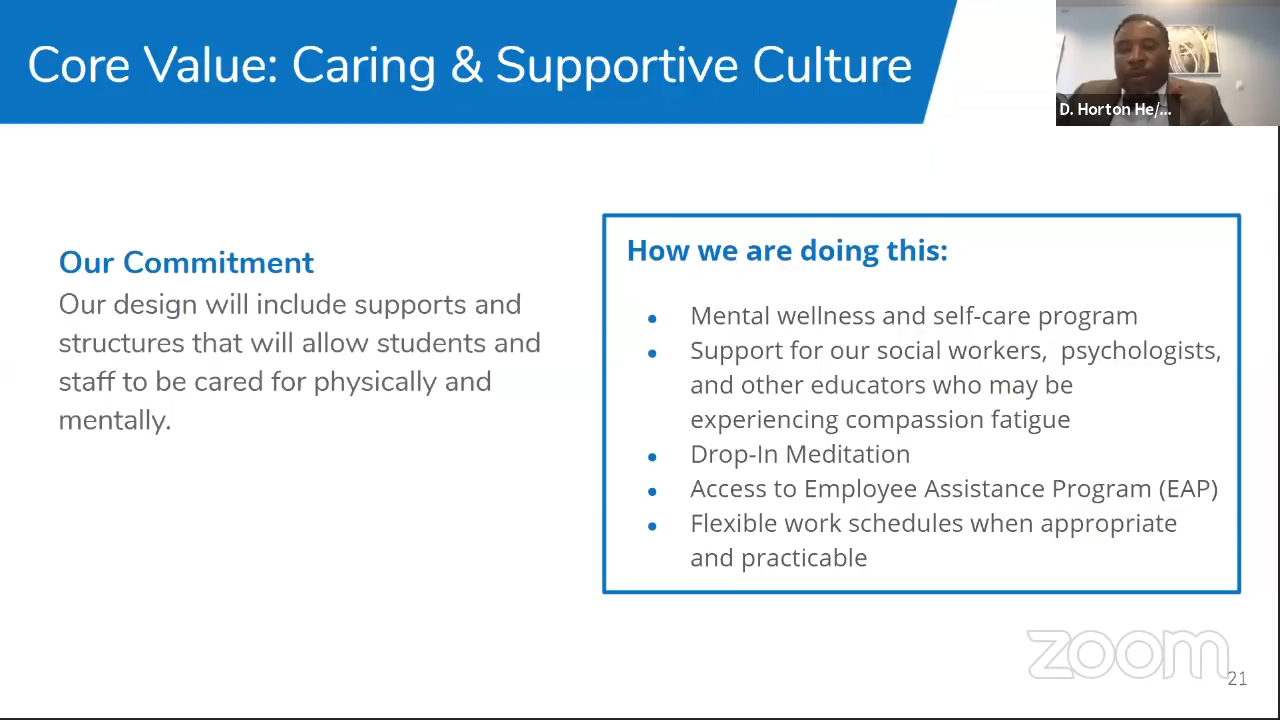 Core Value: Caring & Supportive Culture
D. Horton He/...
Our Commitment
Our design will include supports and
structures that will allow students and
staff to be cared for physically and
mentally.
How we are doing this:
• Mental wellness and self-care program
• Support for our social workers,  psychologists,
and other educators who may be
experiencing compassion fatigue
• Drop-In Meditation
• Access to Employee Assistance Program (EAP)
• Flexible work schedules when appropriate
and practicable
zoom
21